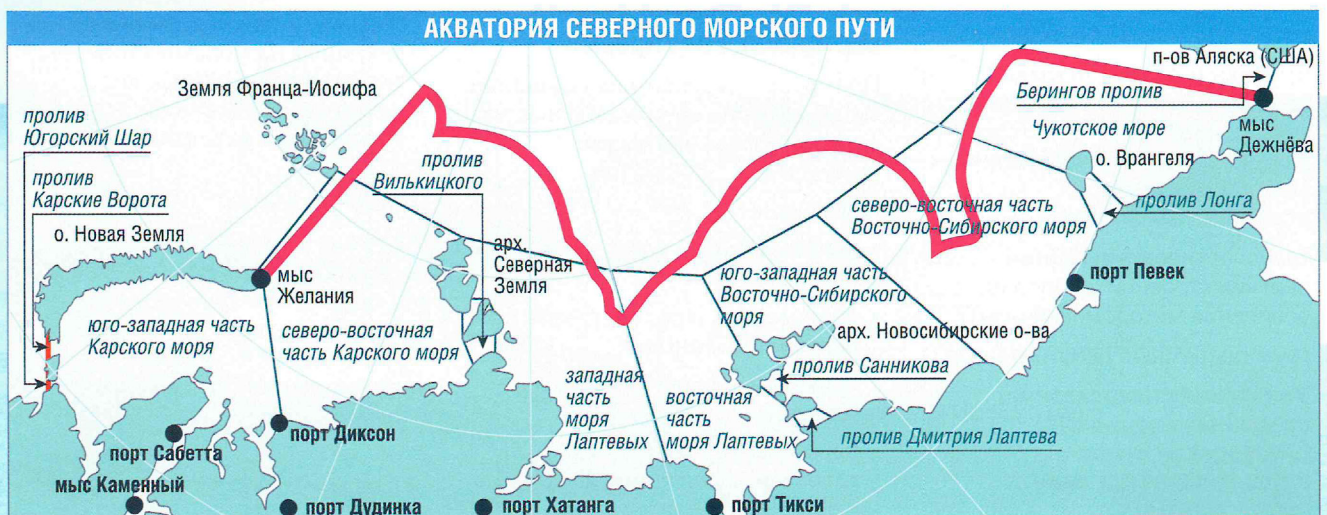 АКВАТОРИЯ СЕВЕРНОГО МОРСКОГО ПУТИ
п-ов Аляска (США)
Земля Франца-Иосифа
Берингов пролив
пролив
Югорский Шар
Чукотское море
мыс
Дежнёва
пролив
Вилькицкого
о. Врангеля
пролив
Карские Ворота
пролив Лонга
северо-восточная часть
Восточно-Сибирского моря
о. Новая Земля
арх.
Северная
Земля
мыс
Желания
порт Певек
юго-западная часть
Восточно-Сибирского
моря
юго-западная часть
Карского моря
северо-восточная
часть Карского моря
арх. Новосибирские о-ва
пролив Санникова
западная
часть
моря
Лаптевых
восточная
часть
моря Лаптевых
порт Диксон
пролив Дмитрия Лаптева
порт Сабетта
мыс Каменный
порт Дудинка
порт Хатанга
порт Тикси